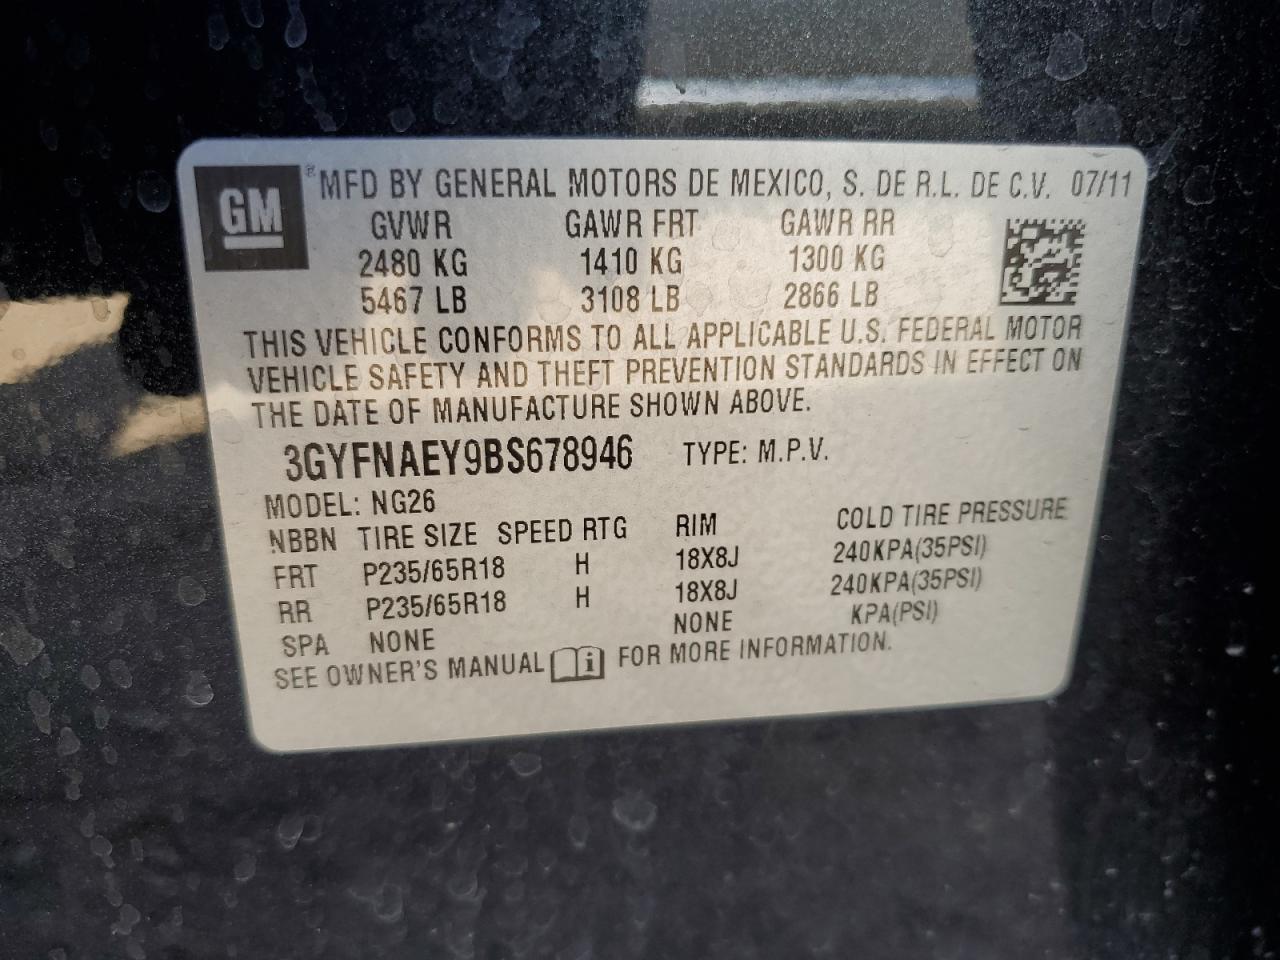 GM ® MFD BY GENERAL MOTORS DE MEXICO, S. DE R.L. DE C.V. 07/11
GVWR GAWR FRT GAWR RR
2480 KG 1410 KG 1300 KG
5467 LB 3108 LB 2866 LB
THIS VEHICLE CONFORMS TO ALL APPLICABLE U.S. FEDERAL MOTOR
VEHICLE SAFETY AND THEFT PREVENTION STANDARDS IN EFFECT ON
THE DATE OF MANUFACTURE SHOWN ABOVE.
3GYFNAEY9BS678946 TYPE: M.P.V.
MODEL: NG26
NBBN TIRE SIZE SPEED RTG RIM COLD TIRE PRESSURE
FRT P235/65R18 H 18X8J 240KPA(35PSI)
RR P235/65R18 H 18X8J 240KPA(35PSI)
SPA NONE NONE KPA(PSI)
SEE OWNER'S MANUAL i FOR MORE INFORMATION.